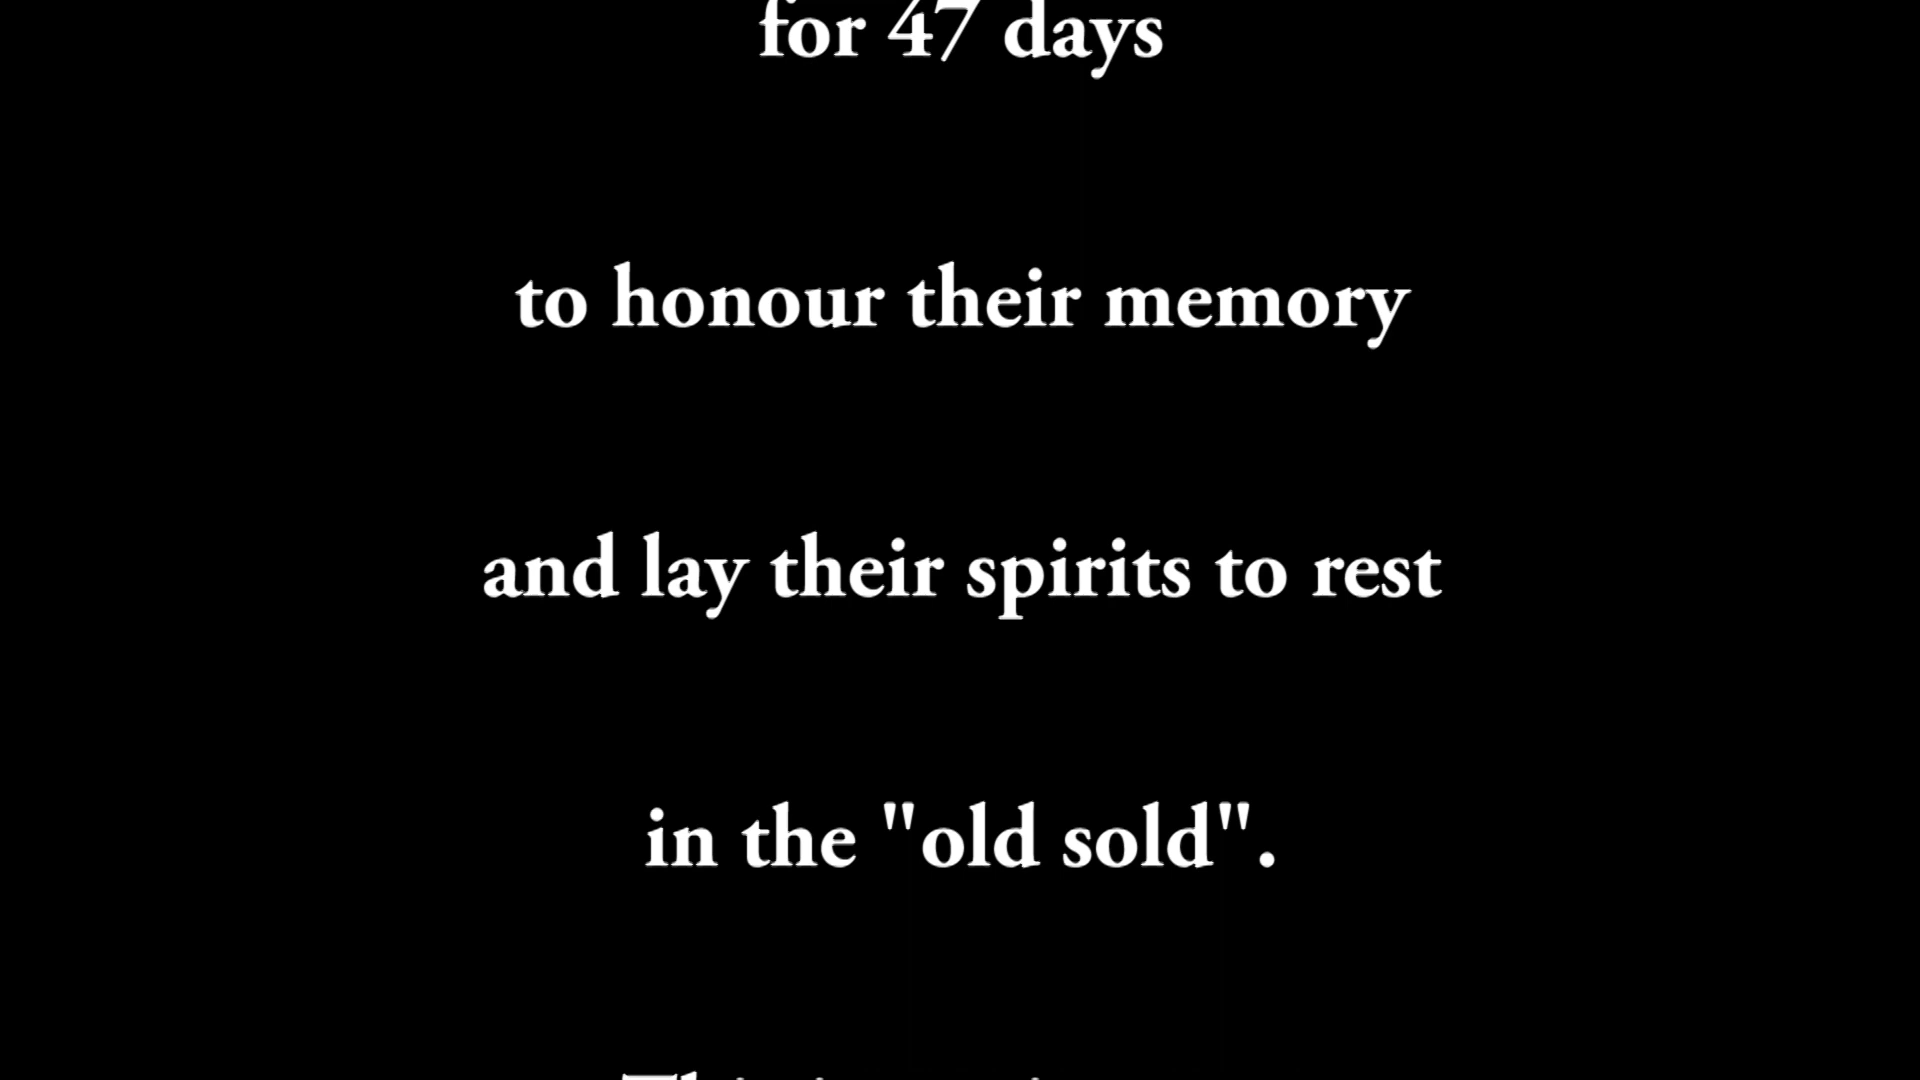 for 47 days
to honour their memory
and lay their spirits to rest
in the "old sold".